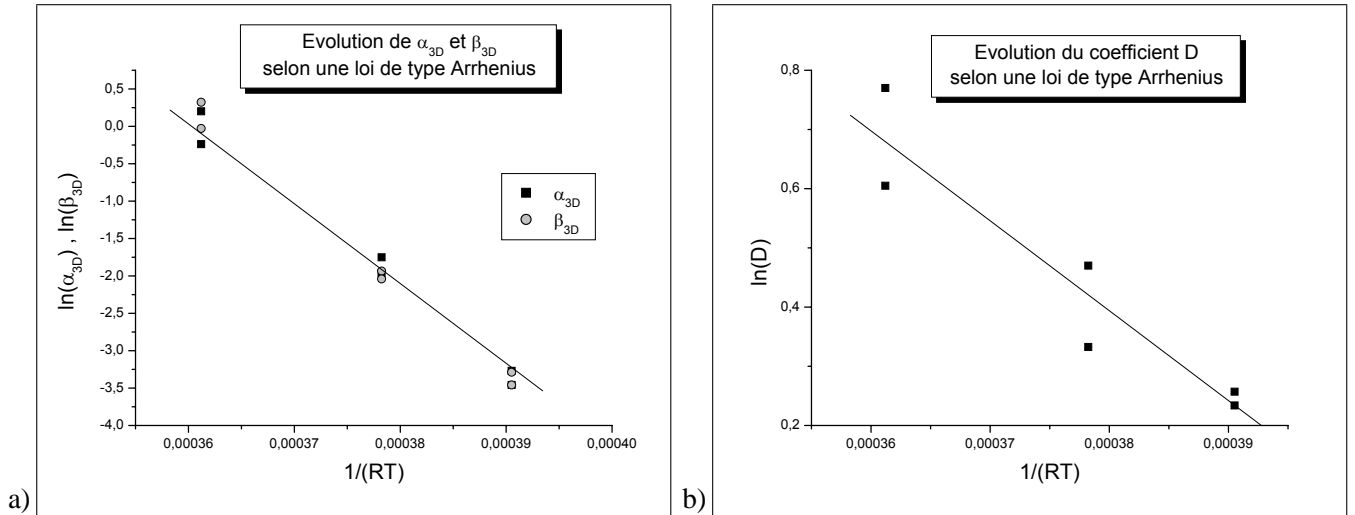 Evolution de α3D et β3D
selon une loi de type Arrhenius
0,5
0,0
-0,5
-1,0
-1,5
-2,0
-2,5
-3,0
-3,5
-4,0
ln(α3D) , ln(β3D)
α3D
β3D
0,00036
0,00037
0,00038
0,00039
0,00040
1/(RT)
a)
Evolution du coefficient D
selon une loi de type Arrhenius
0,8
0,6
0,4
0,2
ln(D)
0,00036
0,00037
0,00038
0,00039
1/(RT)
b)